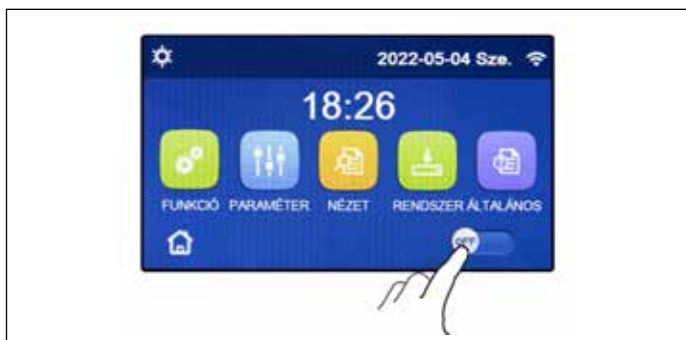 2022-05-04 Sze.
18:26
FUNKCIÓ PARAMÉTER NÉZET RENDSZER ÁLTALÁNOS
OFF